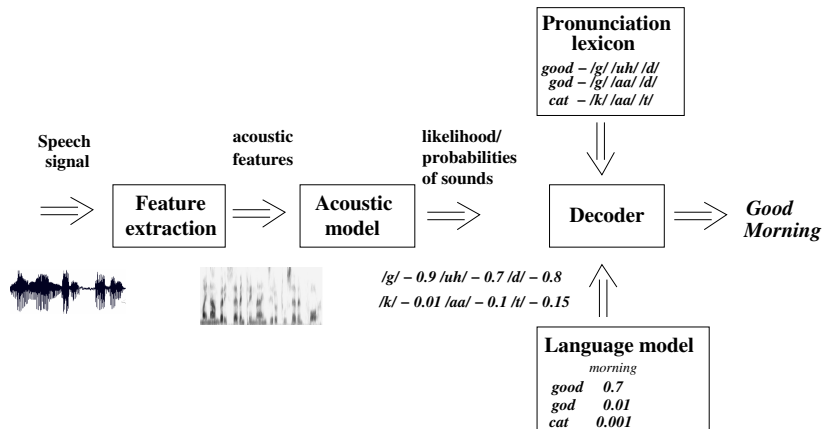 Pronunciation
lexicon
good – /g/ /uh/ /d/
god – /g/ /aa/ /d/
cat – /k/ /aa/ /t/
Speech
signal
acoustic
features
likelihood/
probabilities
of sounds
Feature
extraction
Acoustic
model
Decoder
Good
Morning
/g/ – 0.9 /uh/ – 0.7 /d/ – 0.8
/k/ – 0.01 /aa/ – 0.1 /t/ – 0.15
Language model
morning
good 0.7
god 0.01
cat 0.001